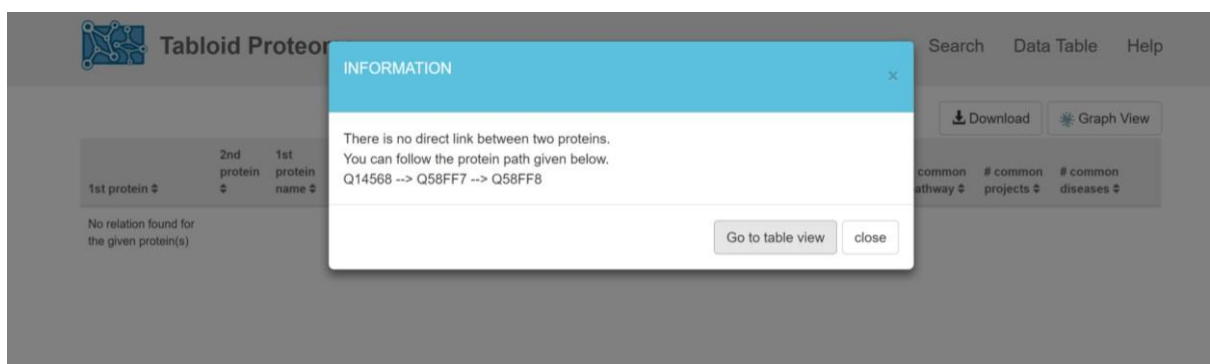 Tabloid Proteom
Search Data Table Help
INFORMATION
×
There is no direct link between two proteins.
You can follow the protein path given below.
Q14568 --> Q58FF7 --> Q58FF8
Go to table view
close
Download
Graph View
1st protein
2nd protein
1st protein name
common
athway
# common projects
# common diseases
No relation found for
the given protein(s)